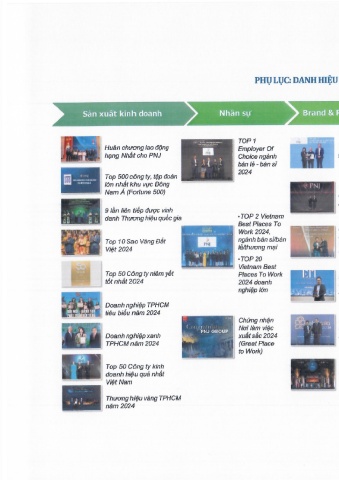 PHỤ LỤC: DANH HIỆU
Sản xuất kinh doanh
Nhân sự
Brand &
Huân chương lao động
hạng Nhất cho PNJ
Top 500 công ty, tập đoàn
lớn nhất khu vực Đông
Nam Á (Fortune 500)
9 lần liên tiếp được vinh
danh Thương hiệu quốc gia
Top 10 Sao Vàng Đất
Việt 2024
Top 50 Công ty niêm yết
tốt nhất 2024
Doanh nghiệp TPHCM
tiêu biểu năm 2024
Doanh nghiệp xanh
TPHCM năm 2024
Top 50 Công ty kinh
doanh hiệu quả nhất
Việt Nam
Thương hiệu vàng TPHCM
năm 2024
TOP 1
Employer Of
Choice ngành
bán lẻ - bán sỉ
2024
•TOP 2 Vietnam
Best Places To
Work 2024,
ngành bán sỉ/bán
lẻ/thương mại
•TOP 20
Vietnam Best
Places To Work
2024 doanh
nghiệp lớn
Chứng nhận
Nơi làm việc
xuất sắc 2024
(Great Place
to Work)
PNJ GROUP
PNJ